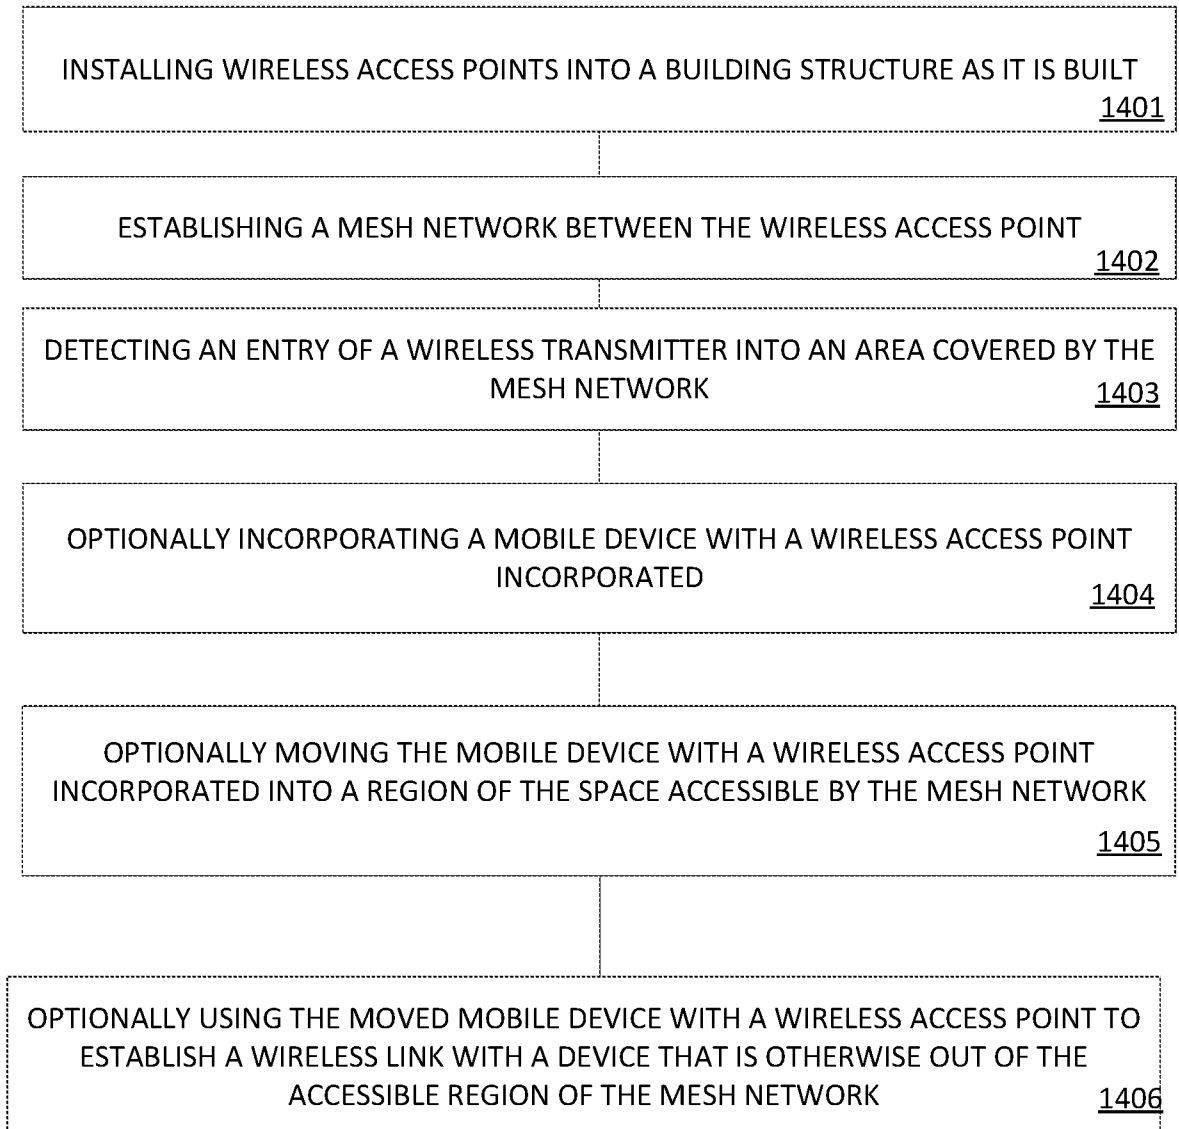 INSTALLING WIRELESS ACCESS POINTS INTO A BUILDING STRUCTURE AS IT IS BUILT
1401
ESTABLISHING A MESH NETWORK BETWEEN THE WIRELESS ACCESS POINT
1402
DETECTING AN ENTRY OF A WIRELESS TRANSMITTER INTO AN AREA COVERED BY THE
MESH NETWORK
1403
OPTIONALLY INCORPORATING A MOBILE DEVICE WITH A WIRELESS ACCESS POINT
INCORPORATED
1404
OPTIONALLY MOVING THE MOBILE DEVICE WITH A WIRELESS ACCESS POINT
INCORPORATED INTO A REGION OF THE SPACE ACCESSIBLE BY THE MESH NETWORK
1405
OPTIONALLY USING THE MOVED MOBILE DEVICE WITH A WIRELESS ACCESS POINT TO
ESTABLISH A WIRELESS LINK WITH A DEVICE THAT IS OTHERWISE OUT OF THE
ACCESSIBLE REGION OF THE MESH NETWORK
1406